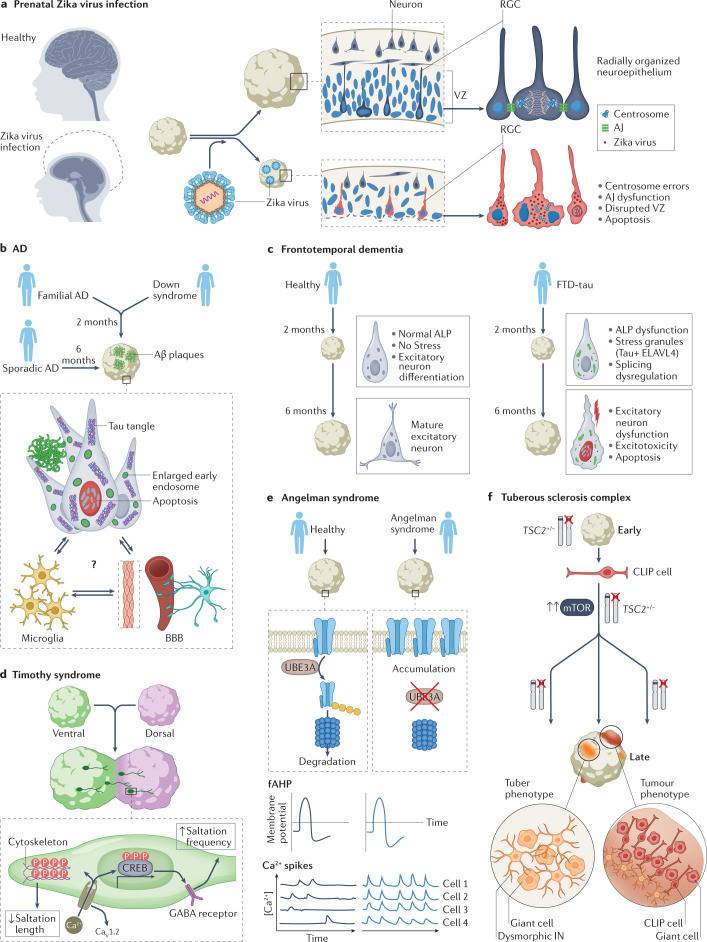 a Prenatal Zika virus infection
Healthy
Zika virus
infection
Zika virus
Neuron
RGC
VZ
Radially organized
neuroepithelium
Centrosome
AJ
Zika virus
RGC
• Centrosome errors
• AJ dysfunction
• Disrupted VZ
• Apoptosis
b AD
Familial AD
Down
syndrome
2 months
Sporadic AD
6
months
Aβ plaques
Tau tangle
Enlarged early
endosome
Apoptosis
?
Microglia
BBB
c Frontotemporal dementia
Healthy
2 months
• Normal ALP
• No Stress
• Excitatory
neuron
differentiation
6 months
Mature
excitatory
neuron
FTD-tau
2 months
• ALP dysfunction
• Stress granules
(Tau+ ELAVL4)
• Splicing
dysregulation
6 months
• Excitatory
neuron
dysfunction
• Excitotoxicity
• Apoptosis
d Timothy syndrome
Ventral
Dorsal
↑Saltation
frequency
Cytoskeleton
P P P P
P P P P
P P P
CREB
↓Saltation
length
Ca²⁺
Caᵥ1.2
GABA receptor
e Angelman syndrome
Healthy
Angelman
syndrome
UBE3A
Degradation
Accumulation
UBE3A
fAHP
Membrane
potential
Time
Ca²⁺ spikes
[Ca²⁺]
Cell 1
Cell 2
Cell 3
Cell 4
Time
f Tuberous sclerosis complex
TSC2⁺/⁻
Early
CLIP cell
↑↑ mTOR
TSC2⁺/⁻
Late
Tuber
phenotype
Tumour
phenotype
Giant cell
Dysmorphic IN
CLIP cell
Giant cell